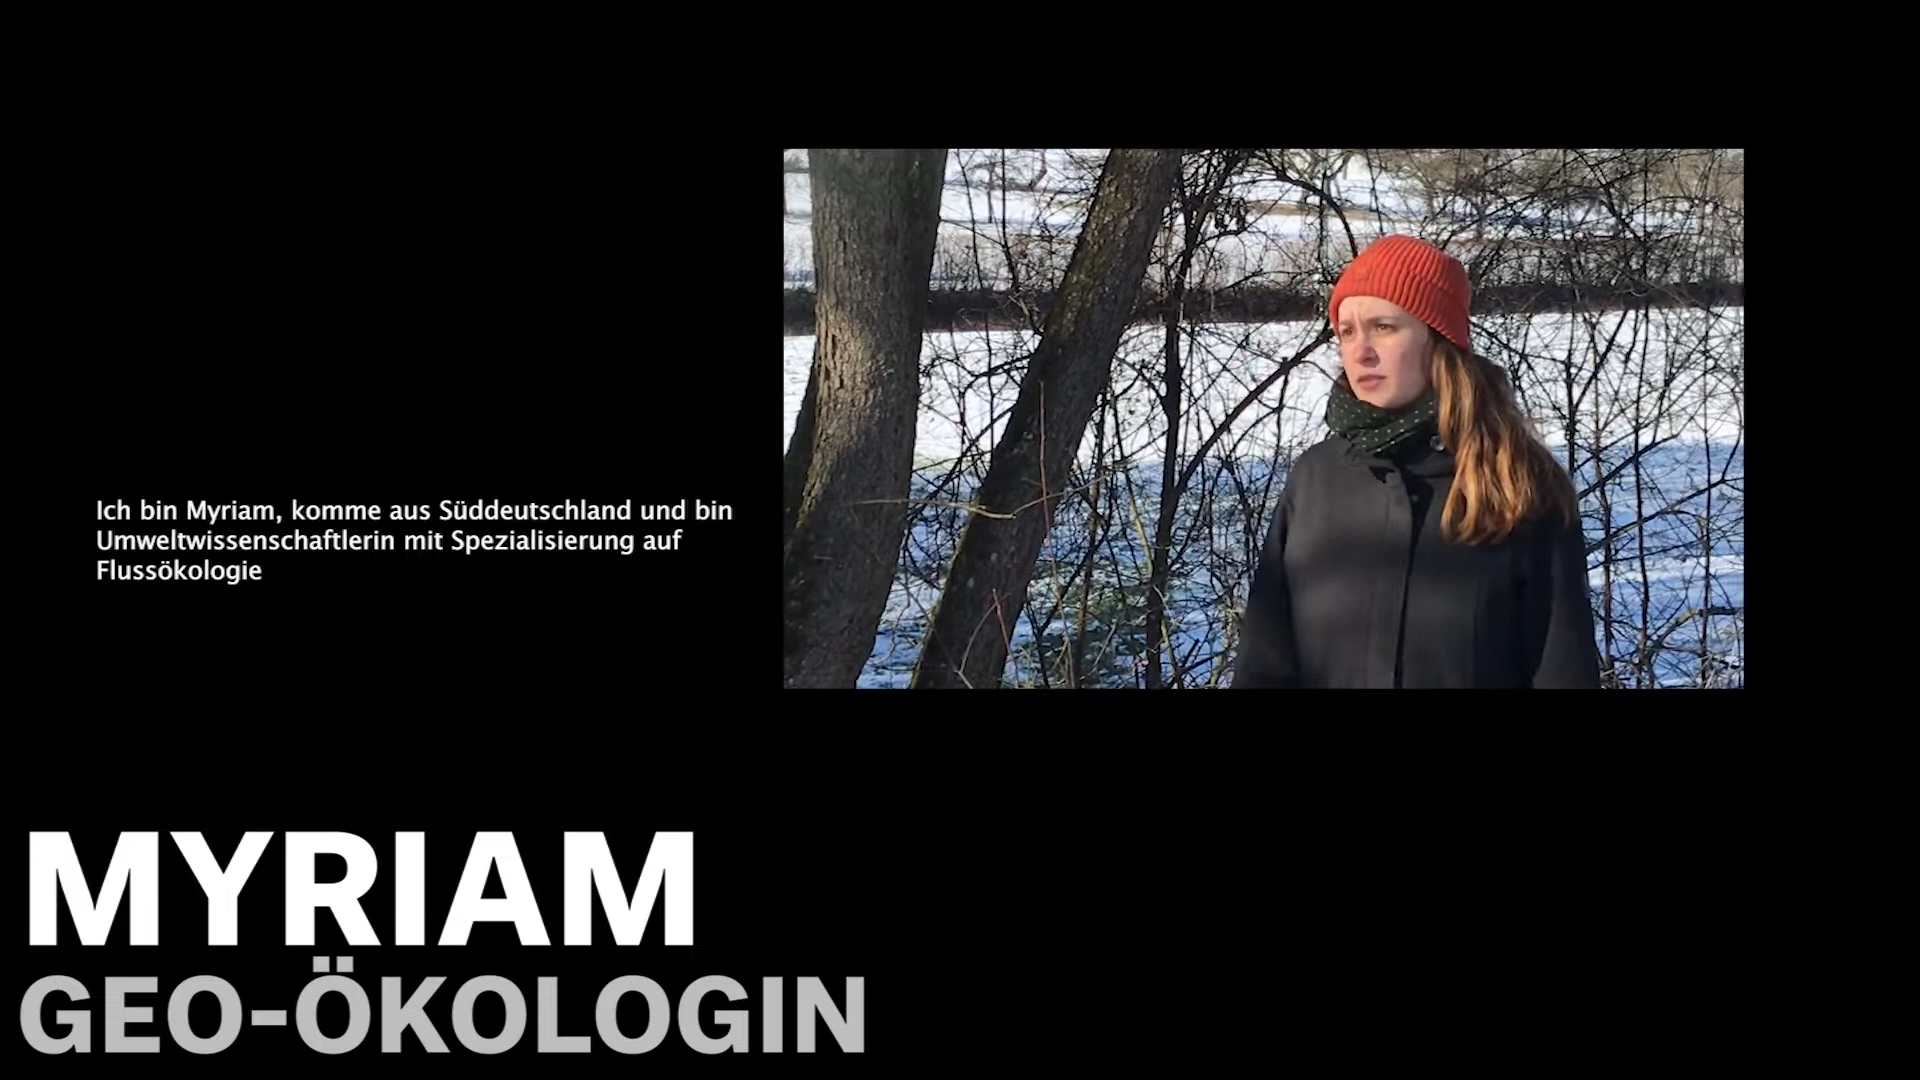 Ich bin Myriam, komme aus Süddeutschland und bin
Umweltwissenschaftlerin mit Spezialisierung auf
Flussökologie
MYRIAM
GEO-ÖKOLOGIN